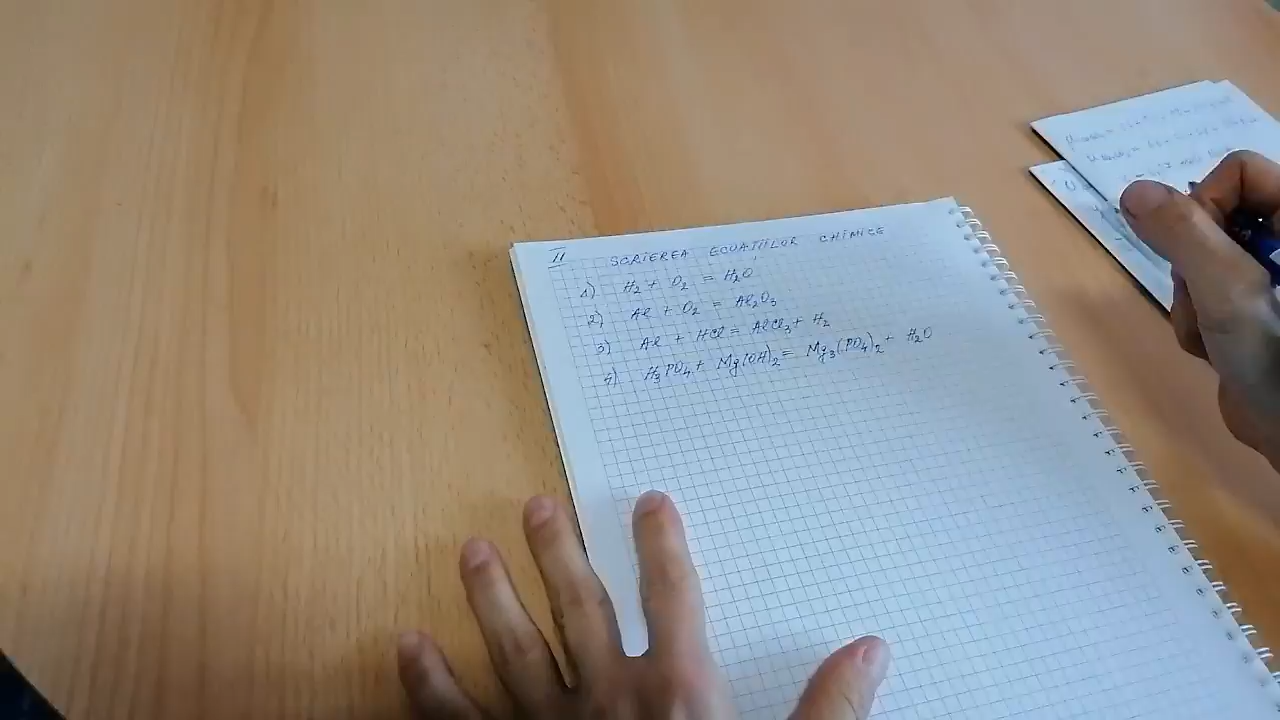 II SCRIEREA ECUAȚIILOR CHIMICE
1) H₂ + O₂ = H₂O
2) Al + O₂ = Al₂O₃
3) Al + HCl = AlCl₃ + H₂
4) H₃PO₄ + Mg(OH)₂ = Mg₃(PO₄)₂ + H₂O